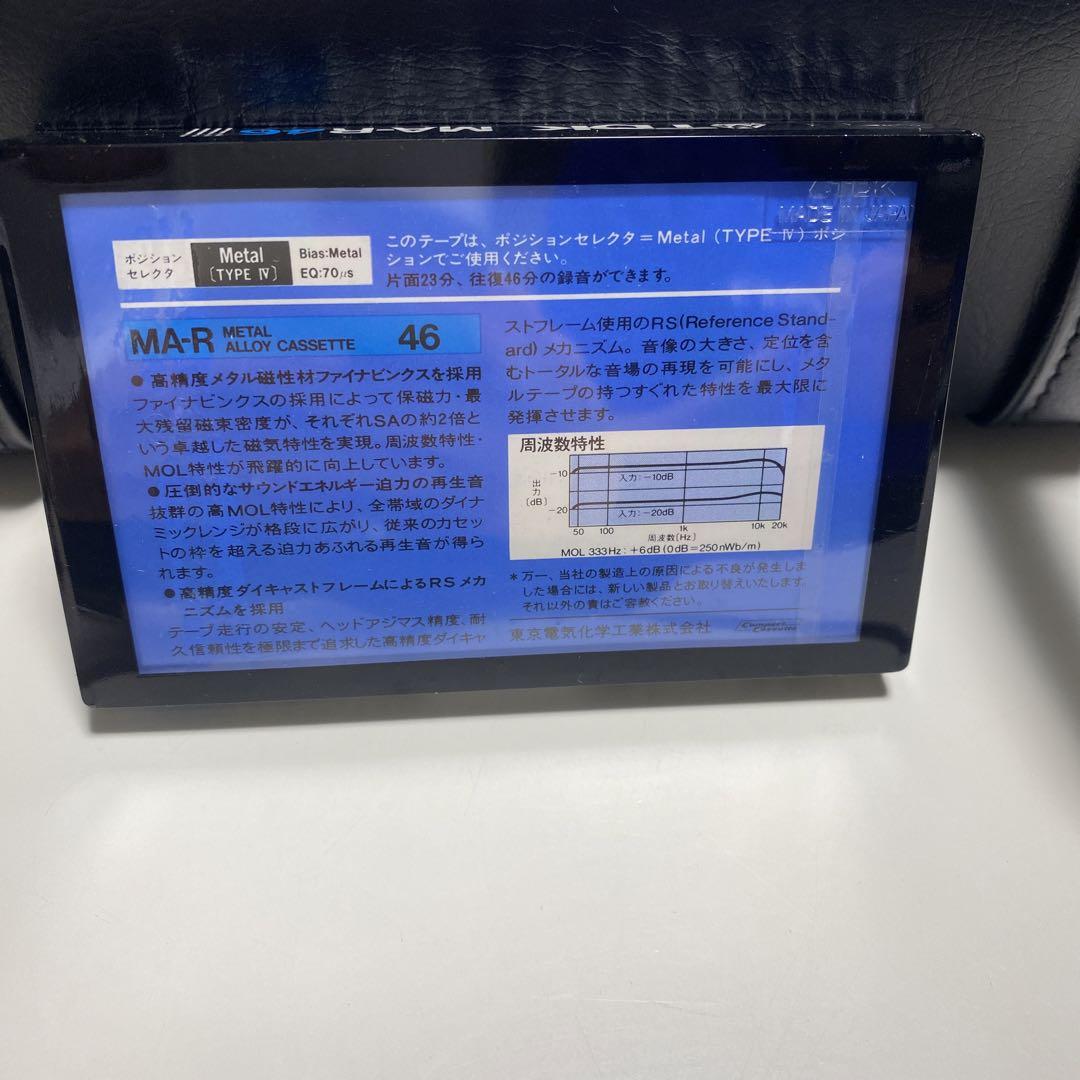 TDK MA-R 46
TDK
MADE IN JAPAN
ポジション
セレクタ
Metal
(TYPE Ⅳ)
Bias:Metal
EQ:70μs
このテープは、ポジションセレクタ=Metal (TYPE Ⅳ) ポジ
ションでご使用ください。
片面23分、往復46分の録音ができます。
MA-R METAL
ALLOY CASSETTE 46
● 高精度メタル磁性材ファイナビンクスを採用
ファイナビンクスの採用によって保磁力・最
大残留磁束密度が、それぞれSAの約2倍と
いう卓越した磁気特性を実現。周波数特性・
MOL特性が飛躍的に向上しています。
● 圧倒的なサウンドエネルギー迫力の再生音
抜群の高MOL特性により、全帯域のダイナ
ミックレンジが格段に広がり、従来のカセッ
トの枠を超える迫力あふれる再生音が得ら
れます。
● 高精度ダイキャストフレームによるRSメカ
ニズムを採用
テープ走行の安定、ヘッドアジマス精度、耐
久信頼性を極限まで追求した高精度ダイキャ
ストフレーム使用のRS(Reference Stand-
ard) メカニズム。音像の大きさ、定位を含
むトータルな音場の再現を可能にし、メタ
ルテープの持つすぐれた特性を最大限に
発揮させます。
周波数特性
出力
(dB)
-10
-20
入力: -10dB
入力: -20dB
50 100 1k 10k 20k
周波数(Hz)
MOL 333Hz: +6dB (0dB=250nWb/m)
*万一、当社の製造上の原因による不良が発生しま
した場合には、新しい製品とお取り替えいたします。
それ以外の責はご容赦ください。
東京電気化学工業株式会社
Compact
Cassette